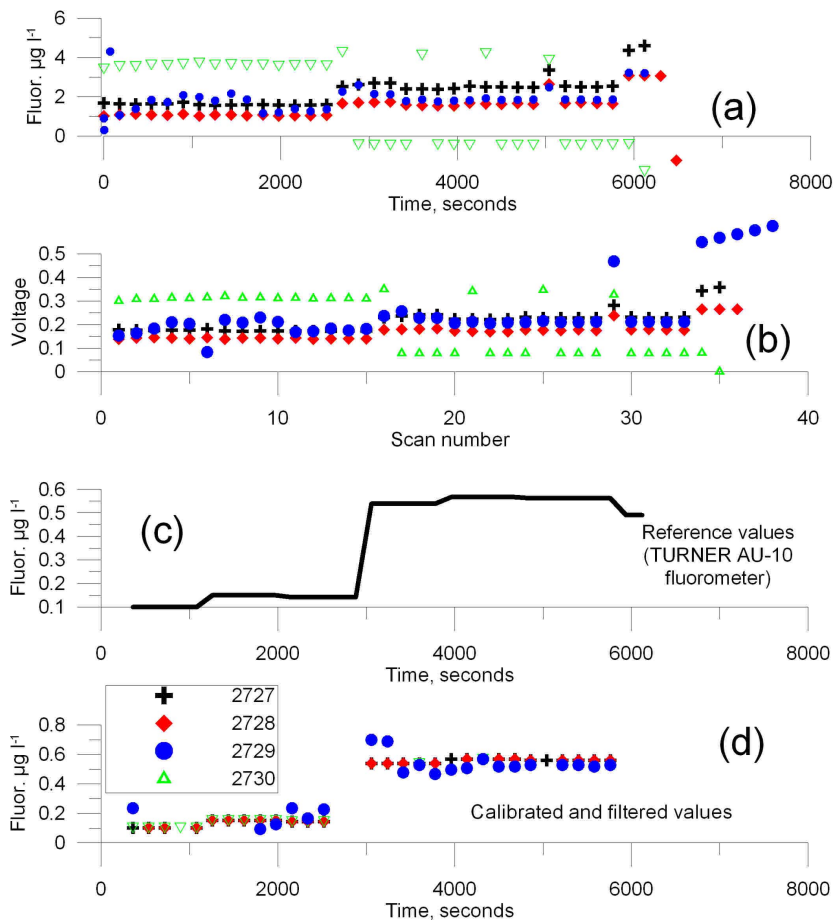 Fluor. µg l-1
6
4
2
0
0 2000 4000 6000 8000
Time, seconds
(a)
Voltage
0.5
0.4
0.3
0.2
0.1
0
0 10 20 30 40
Scan number
(b)
Fluor. µg l-1
0.6
0.5
0.4
0.3
0.2
0.1
(c)
Reference values
(TURNER AU-10
fluorometer)
0 2000 4000 6000 8000
Time, seconds
2727
2728
2729
2730
Fluor. µg l-1
0.8
0.6
0.4
0.2
0
(d)
Calibrated and filtered values
0 2000 4000 6000 8000
Time, seconds